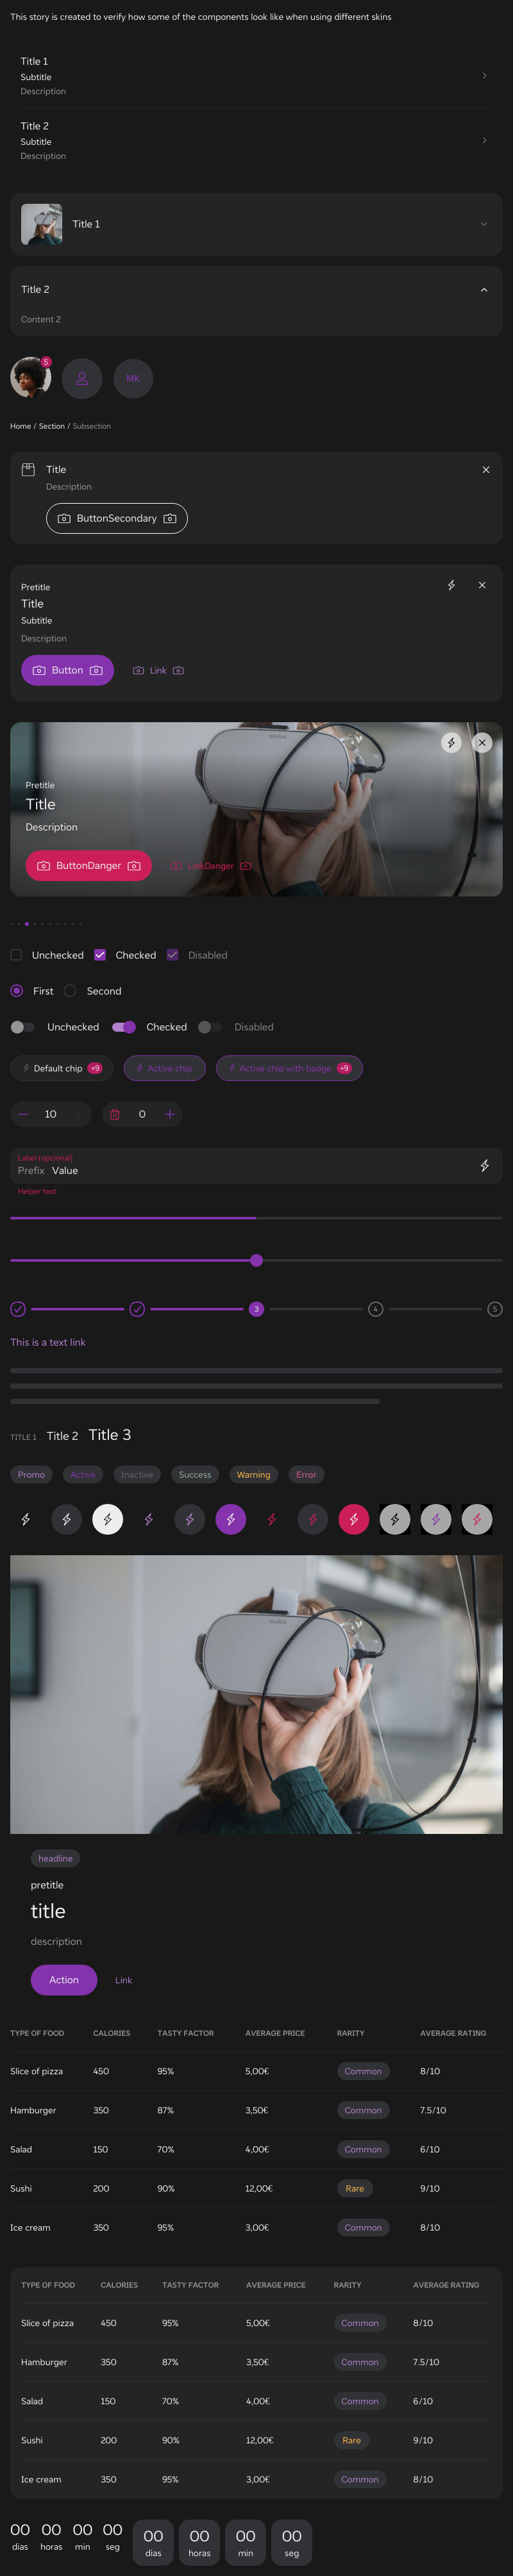 This story is created to verify how some of the components look like when using different skins
Title 1
Subtitle
Description
Title 2
Subtitle
Description
Title 1
Title 2
Content 2
5
MK
Home / Section / Subsection
Title
Description
ButtonSecondary
Pretitle
Title
Subtitle
Description
Button Link
oculus
Pretitle
Title
Description
ButtonDanger LinkDanger
Unchecked Checked Disabled
First Second
Unchecked Checked Disabled
Default chip +9 Active chip Active chip with badge +9
10 0
Label (optional)
Prefix Value
Helper text
3 4 5
This is a text link
TITLE 1 Title 2 Title 3
Promo Active Inactive Success Warning Error
headline
pretitle
title
description
Action Link
TYPE OF FOOD CALORIES TASTY FACTOR AVERAGE PRICE RARITY AVERAGE RATING
Slice of pizza 450 95% 5,00€ Common 8/10
Hamburger 350 87% 3,50€ Common 7.5/10
Salad 150 70% 4,00€ Common 6/10
Sushi 200 90% 12,00€ Rare 9/10
Ice cream 350 95% 3,00€ Common 8/10
TYPE OF FOOD CALORIES TASTY FACTOR AVERAGE PRICE RARITY AVERAGE RATING
Slice of pizza 450 95% 5,00€ Common 8/10
Hamburger 350 87% 3,50€ Common 7.5/10
Salad 150 70% 4,00€ Common 6/10
Sushi 200 90% 12,00€ Rare 9/10
Ice cream 350 95% 3,00€ Common 8/10
00 00 00 00 00 00 00 00
dias horas min seg dias horas min seg